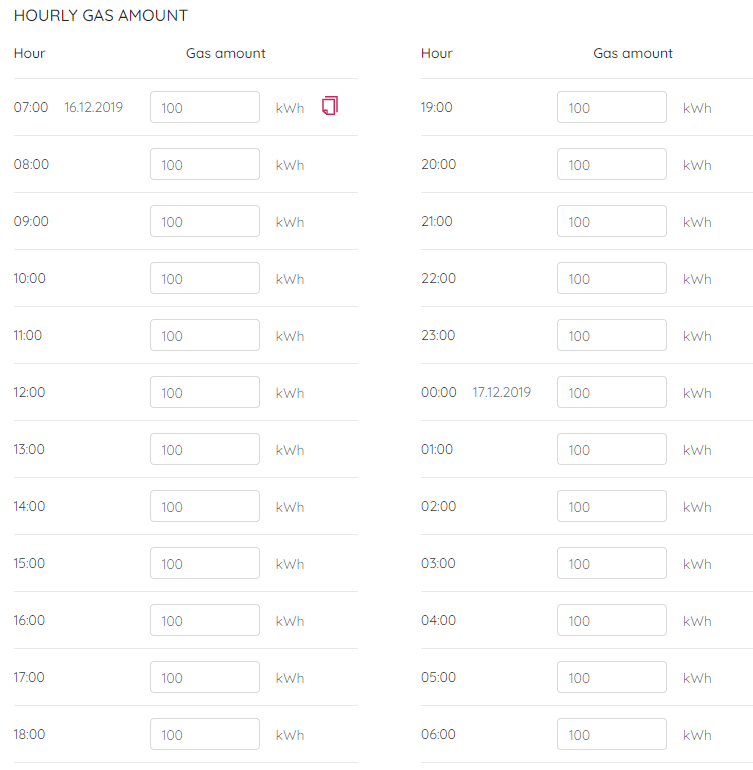 HOURLY GAS AMOUNT
Hour Gas amount
07:00 16.12.2019 100 kWh
08:00 100 kWh
09:00 100 kWh
10:00 100 kWh
11:00 100 kWh
12:00 100 kWh
13:00 100 kWh
14:00 100 kWh
15:00 100 kWh
16:00 100 kWh
17:00 100 kWh
18:00 100 kWh
Hour Gas amount
19:00 100 kWh
20:00 100 kWh
21:00 100 kWh
22:00 100 kWh
23:00 100 kWh
00:00 17.12.2019 100 kWh
01:00 100 kWh
02:00 100 kWh
03:00 100 kWh
04:00 100 kWh
05:00 100 kWh
06:00 100 kWh